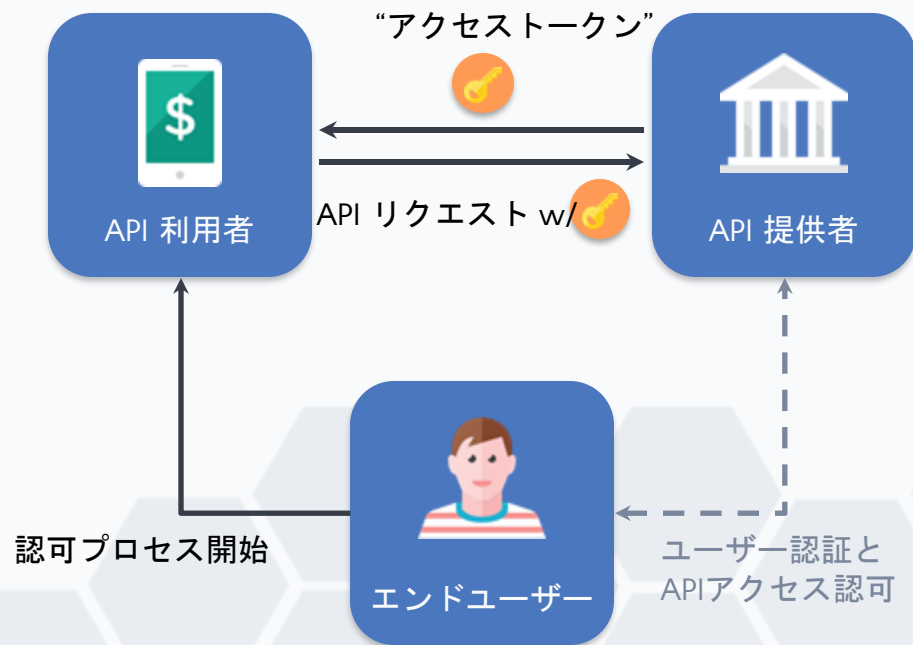 “アクセストークン”
$
API 利用者
API リクエスト w/
API 提供者
認可プロセス開始
エンドユーザー
ユーザー認証と
APIアクセス認可